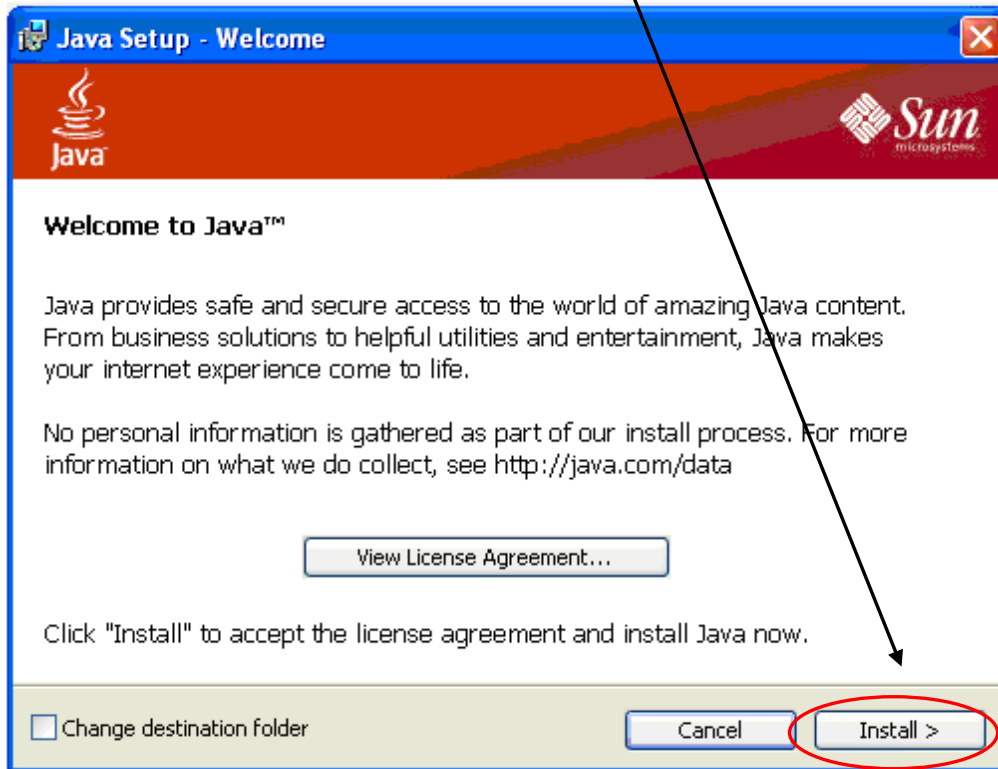 Java Setup - Welcome
Java
Sun
microsystems
Welcome to Java™
Java provides safe and secure access to the world of amazing Java content.
From business solutions to helpful utilities and entertainment, Java makes
your internet experience come to life.
No personal information is gathered as part of our install process. For more
information on what we do collect, see http://java.com/data
View License Agreement...
Click "Install" to accept the license agreement and install Java now.
Change destination folder
Cancel
Install >